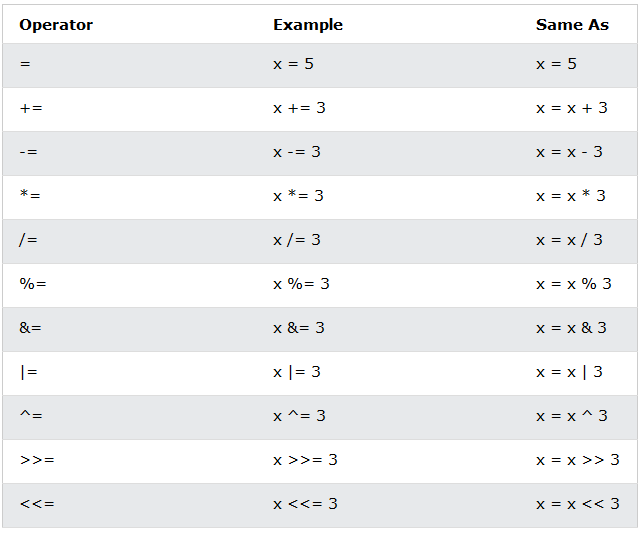 Operator Example Same As
= x = 5 x = 5
+= x += 3 x = x + 3
-= x -= 3 x = x - 3
*= x *= 3 x = x * 3
/= x /= 3 x = x / 3
%= x %= 3 x = x % 3
&= x &= 3 x = x & 3
|= x |= 3 x = x | 3
^= x ^= 3 x = x ^ 3
>>= x >>= 3 x = x >> 3
<<= x <<= 3 x = x << 3